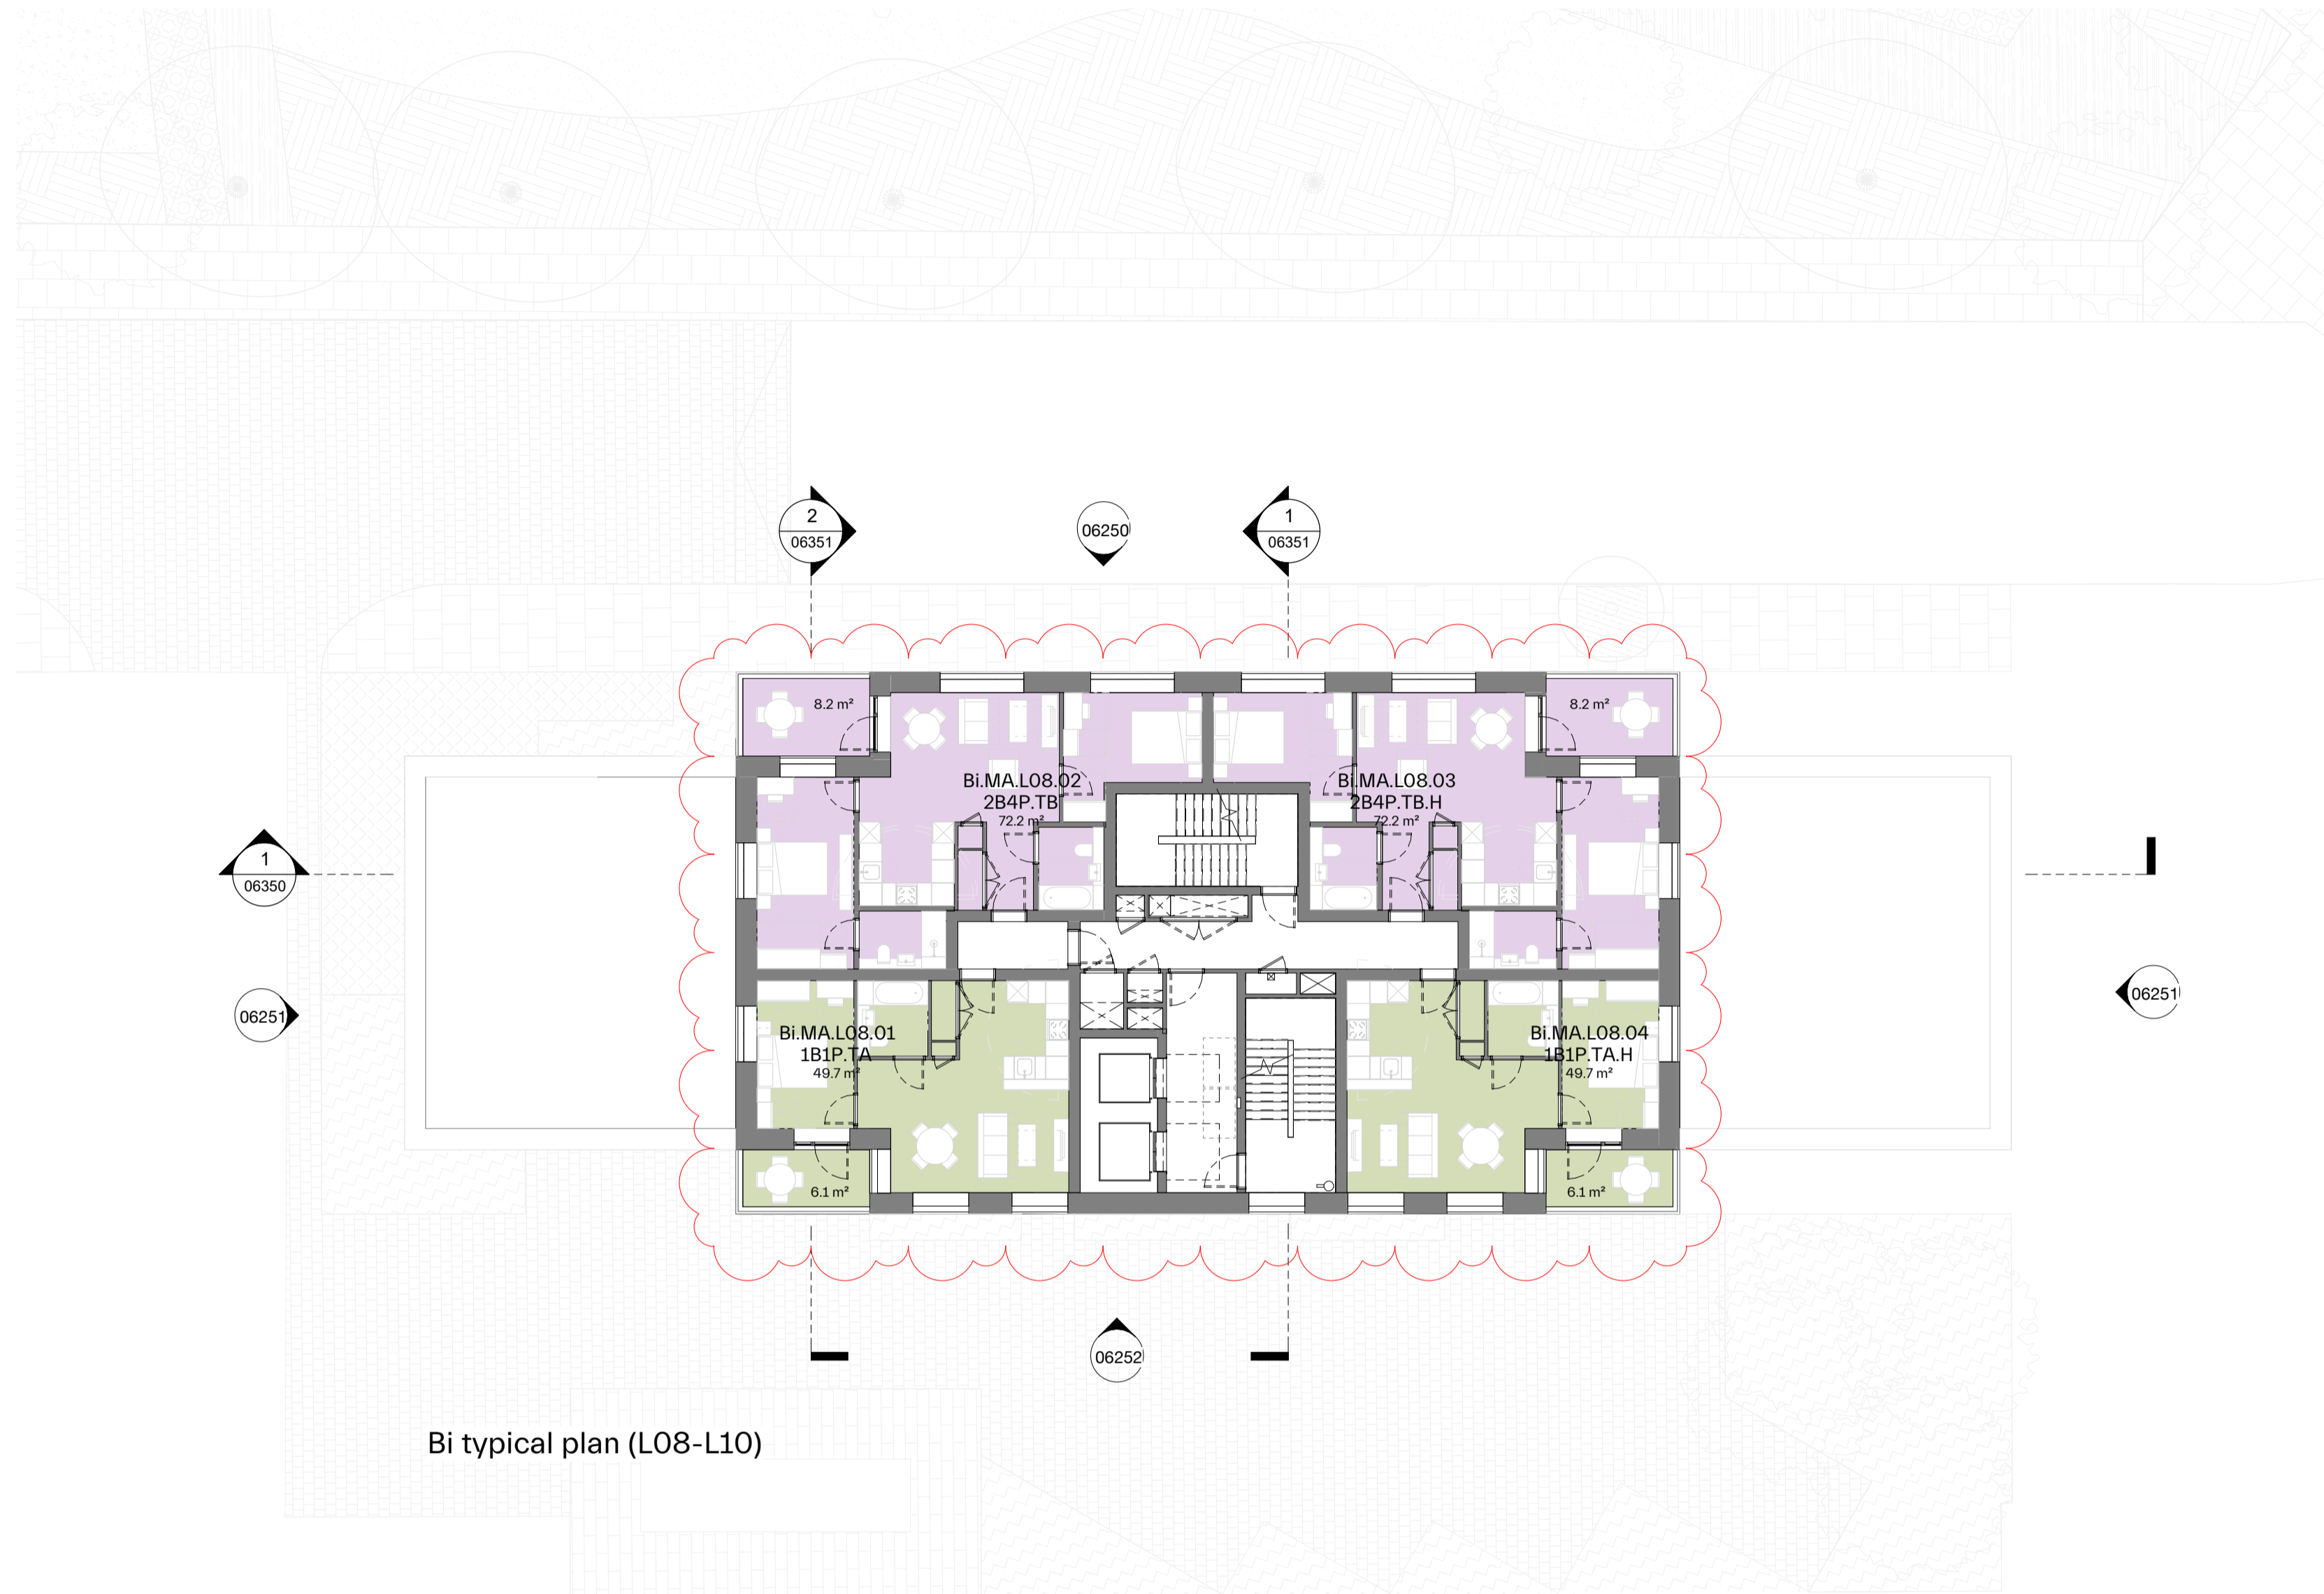 2
06351
06250
1
06351
8.2 m²
8.2 m²
Bi.MA.L08.02
2B4P.TB
72.2 m²
Bi.MA.L08.03
2B4P.TB.H
72.2 m²
1
06350
06251
06251
Bi.MA.L08.01
1B1P.TA
49.7 m²
Bi.MA.L08.04
1B1P.TA.H
49.7 m²
6.1 m²
6.1 m²
06252
Bi typical plan (L08-L10)